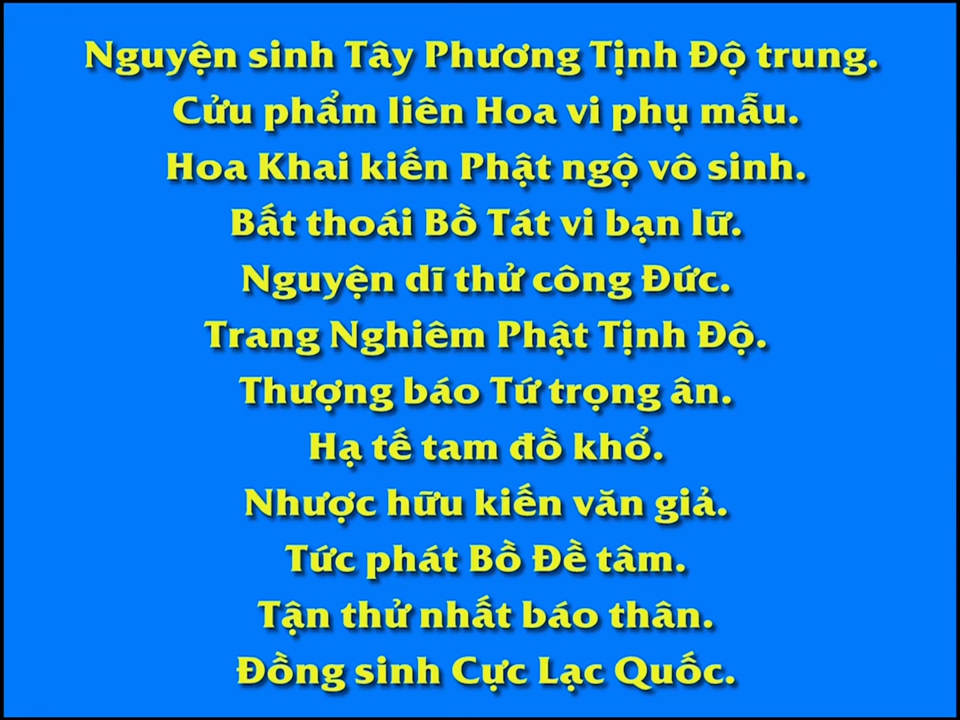 Nguyện sinh Tây Phương Tịnh Độ trung.
Cửu phẩm liên Hoa vi phụ mẫu.
Hoa Khai kiến Phật ngộ vô sinh.
Bất thoái Bồ Tát vi bạn lữ.
Nguyện dĩ thử công Đức.
Trang Nghiêm Phật Tịnh Độ.
Thượng báo Tứ trọng ân.
Hạ tế tam đồ khổ.
Nhược hữu kiến văn giả.
Tức phát Bồ Đề tâm.
Tận thử nhất báo thân.
Đồng sinh Cực Lạc Quốc.